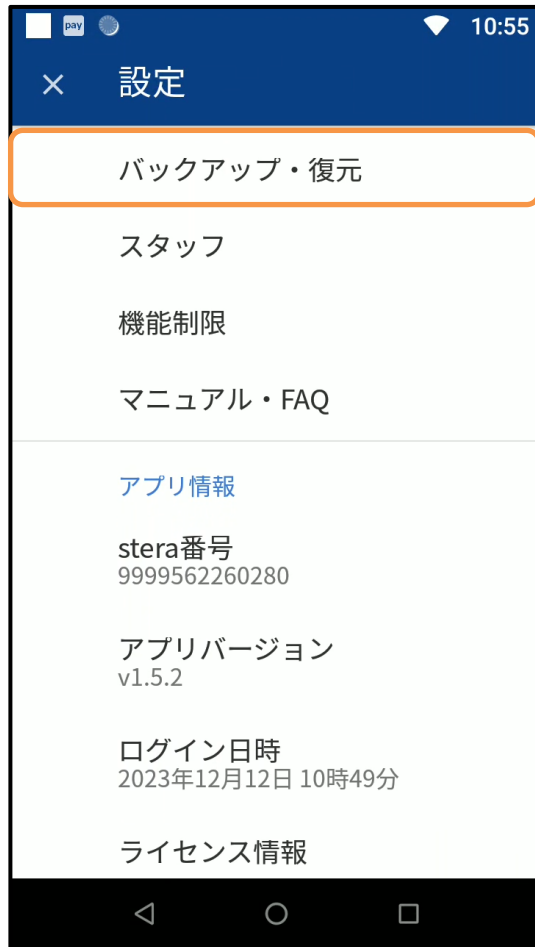 pay 10:55
設定
バックアップ・復元
スタッフ
機能制限
マニュアル・FAQ
アプリ情報
stera番号
9999562260280
アプリバージョン
v1.5.2
ログイン日時
2023年12月12日 10時49分
ライセンス情報